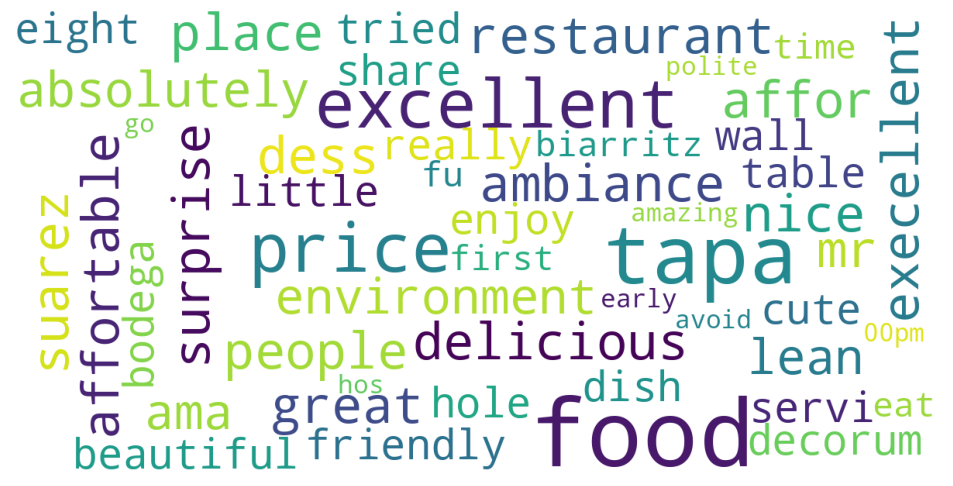 eight place tried restaurant time
absolutely share polite
go excellent affor execellent
surprise dess really biarritz wall
affortable little fu ambiance table
suarez enjoy amazing nice
bodega price first tapa mr
environment early cute
people delicious avoid 00pm
hos dish lean
ama great hole food servi eat
beautiful friendly decorum